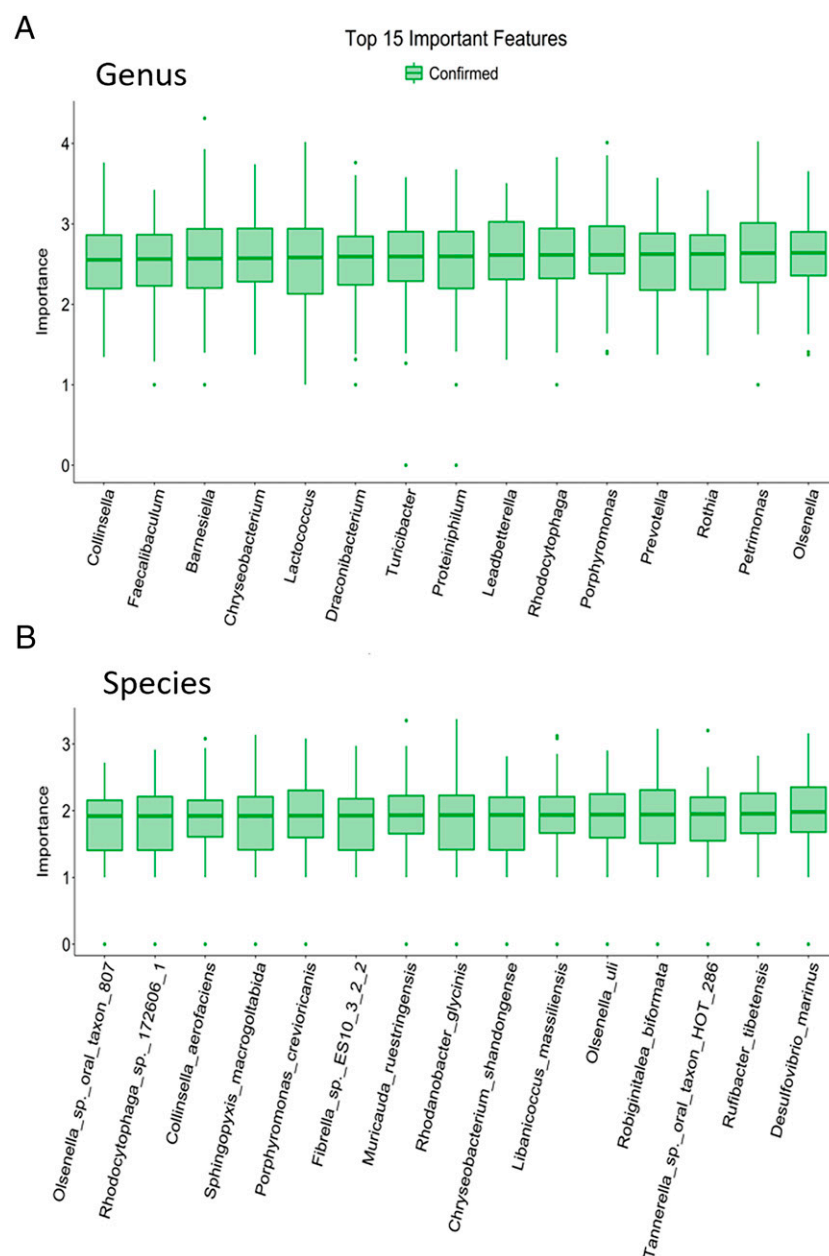 A
Top 15 Important Features
Genus
Confirmed
4
3
2
1
0
Importance
Collinsella
Faecalibaculum
Barnesiella
Chryseobacterium
Lactococcus
Draconibacterium
Turicibacter
Proteiniphilum
Leadbetterella
Rhodocytophaga
Porphyromonas
Prevotella
Rothia
Petrimonas
Olsenella
B
Species
3
2
1
0
Importance
Olsenella_sp._oral_taxon_807
Rhodocytophaga_sp._172606_1
Collinsella_aerofaciens
Sphingopyxis_macrogoltabida
Porphyromonas_crevioricanis
Fibrella_sp._ES10_3_2_2
Muricauda_ruestringensis
Rhodanobacter_glycinis
Chryseobacterium_shandongense
Libanicoccus_massiliensis
Olsenella_uli
Robiginitalea_biformata
Tannerella_sp._oral_taxon_HOT_286
Rufibacter_tibetensis
Desulfovibrio_marinus